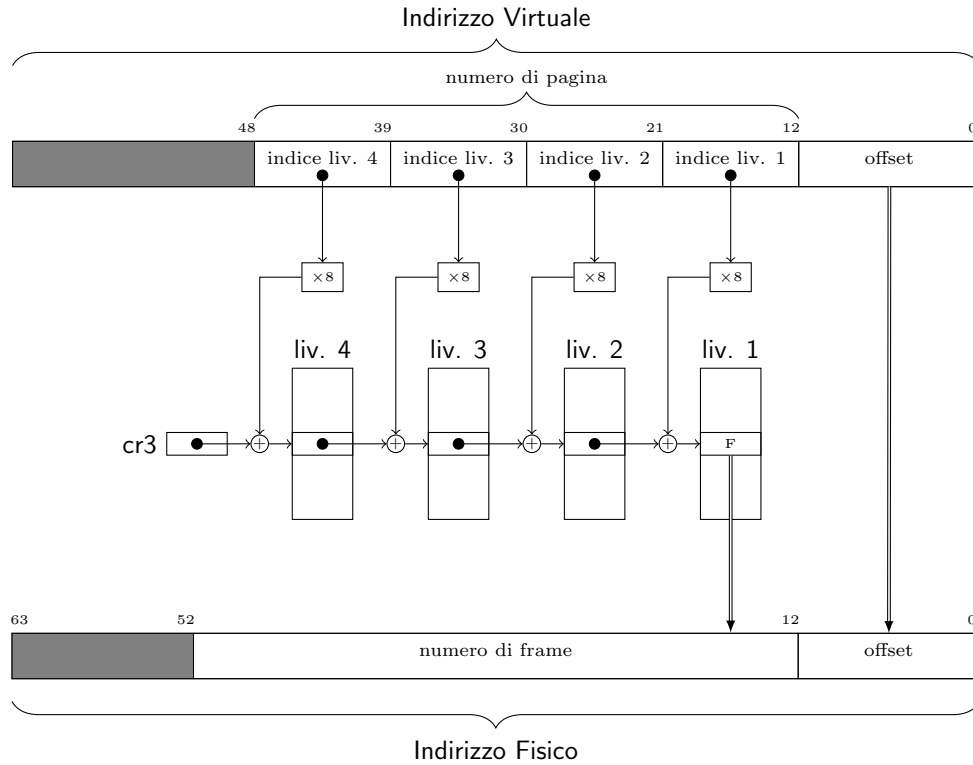 Indirizzo Virtuale
numero di pagina
48 39 30 21 12 0
indice liv. 4 indice liv. 3 indice liv. 2 indice liv. 1 offset
×8 ×8 ×8 ×8
liv. 4 liv. 3 liv. 2 liv. 1
cr3 + + + + F
63 52 12 0
numero di frame offset
Indirizzo Fisico